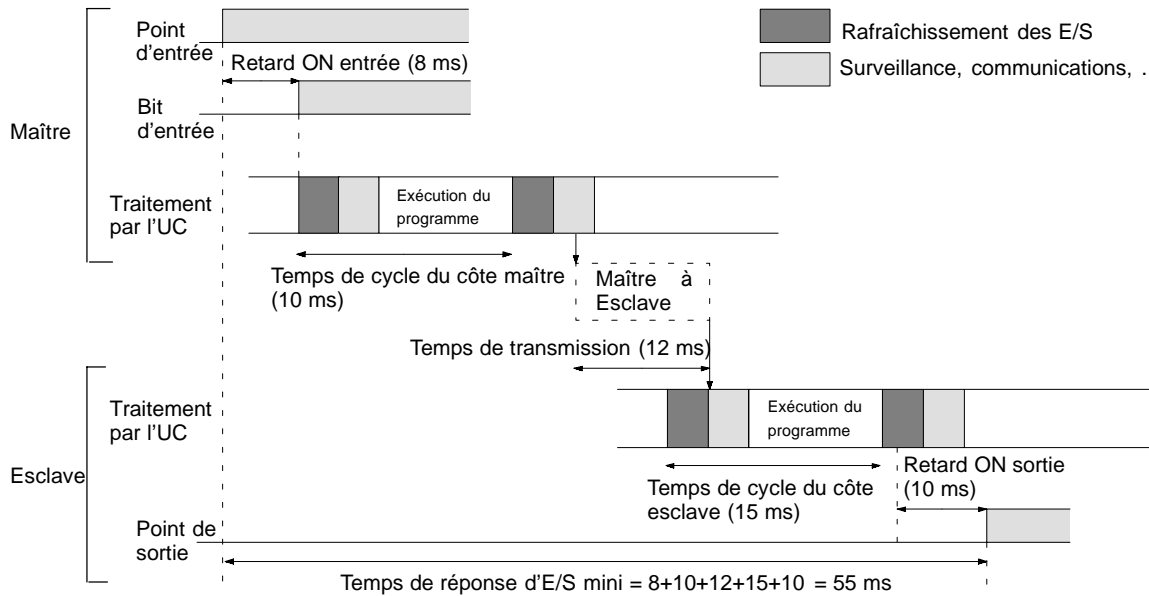 Point
d'entrée
Rafraîchissement des E/S
Retard ON entrée (8 ms)
Surveillance, communications, .
Bit
d'entrée
Maître
Traitement
par l'UC
Exécution du
programme
Temps de cycle du côte maître
(10 ms)
Maître à
Esclave
Temps de transmission (12 ms)
Traitement
par l'UC
Exécution du
programme
Esclave
Temps de cycle du côte
esclave (15 ms)
Retard ON sortie
(10 ms)
Point de
sortie
Temps de réponse d'E/S mini = 8+10+12+15+10 = 55 ms